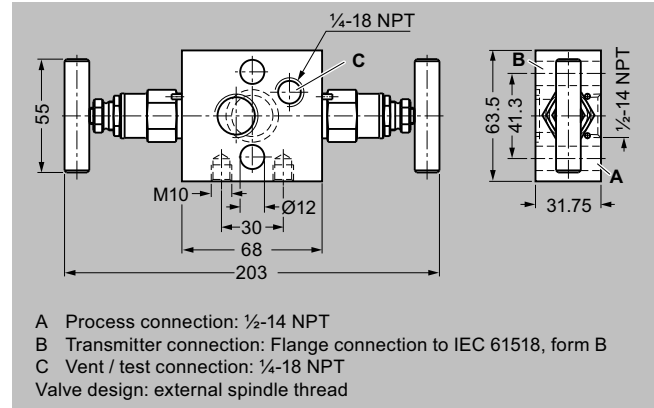 ¼-18 NPT
C
55
M10
Ø12
30
68
203
B
A
63.5
41.3
½-14 NPT
31.75
A Process connection: ½-14 NPT
B Transmitter connection: Flange connection to IEC 61518, form B
C Vent / test connection: ¼-18 NPT
Valve design: external spindle thread